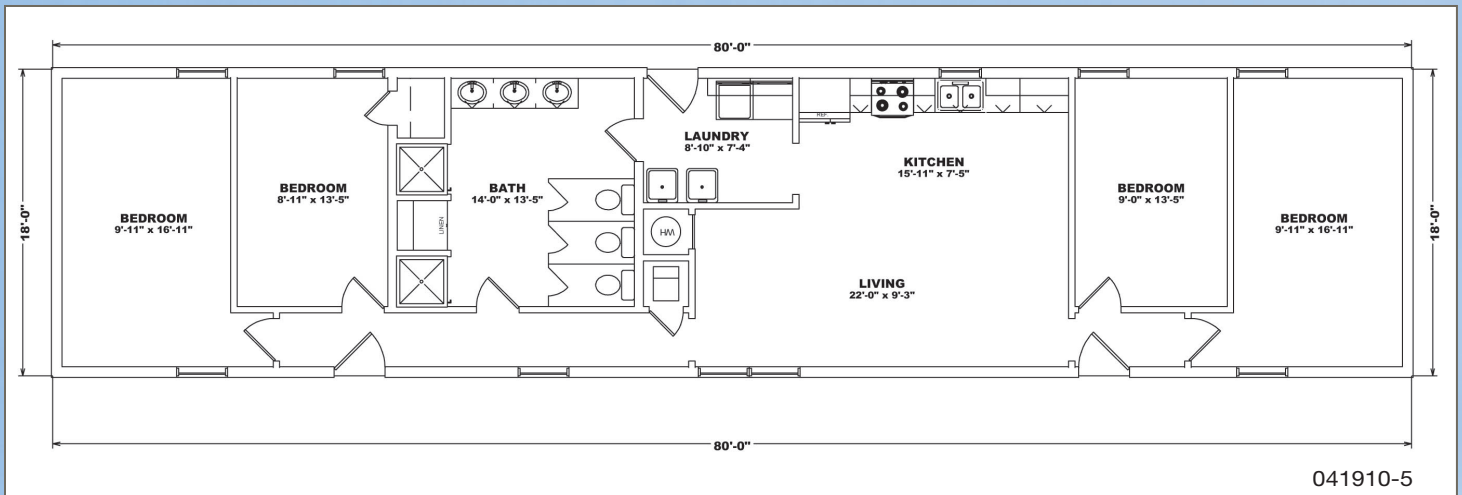 80'-0"
18'-0"
BEDROOM
9'-11" x 16'-11"
BEDROOM
8'-11" x 13'-5"
LINEN
BATH
14'-0" x 13'-5"
LAUNDRY
8'-10" x 7'-4"
WH
REF.
KITCHEN
15'-11" x 7'-5"
LIVING
22'-0" x 9'-3"
BEDROOM
9'-0" x 13'-5"
BEDROOM
9'-11" x 16'-11"
18'-0"
80'-0"
041910-5